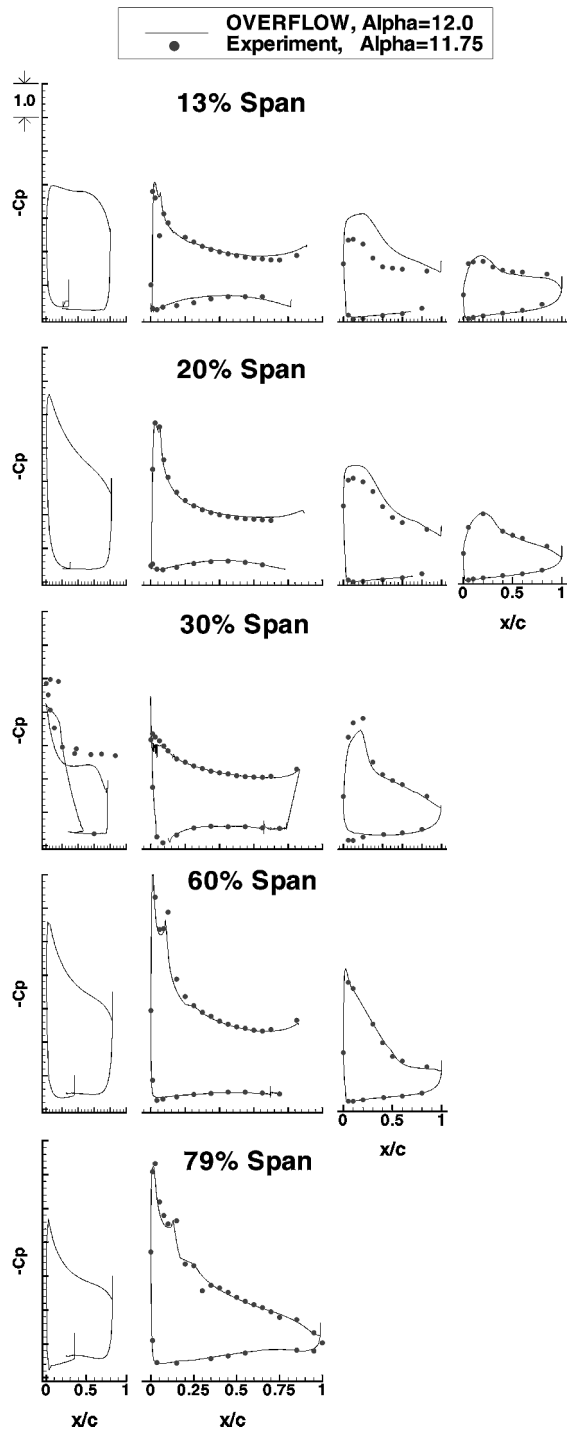 OVERFLOW, Alpha=12.0
Experiment, Alpha=11.75
1.0
13% Span
-Cp
20% Span
-Cp
0 0.5 1
x/c
30% Span
-Cp
60% Span
-Cp
0 0.5 1
x/c
79% Span
-Cp
0 0.5 1
0 0.25 0.5 0.75 1
x/c
x/c